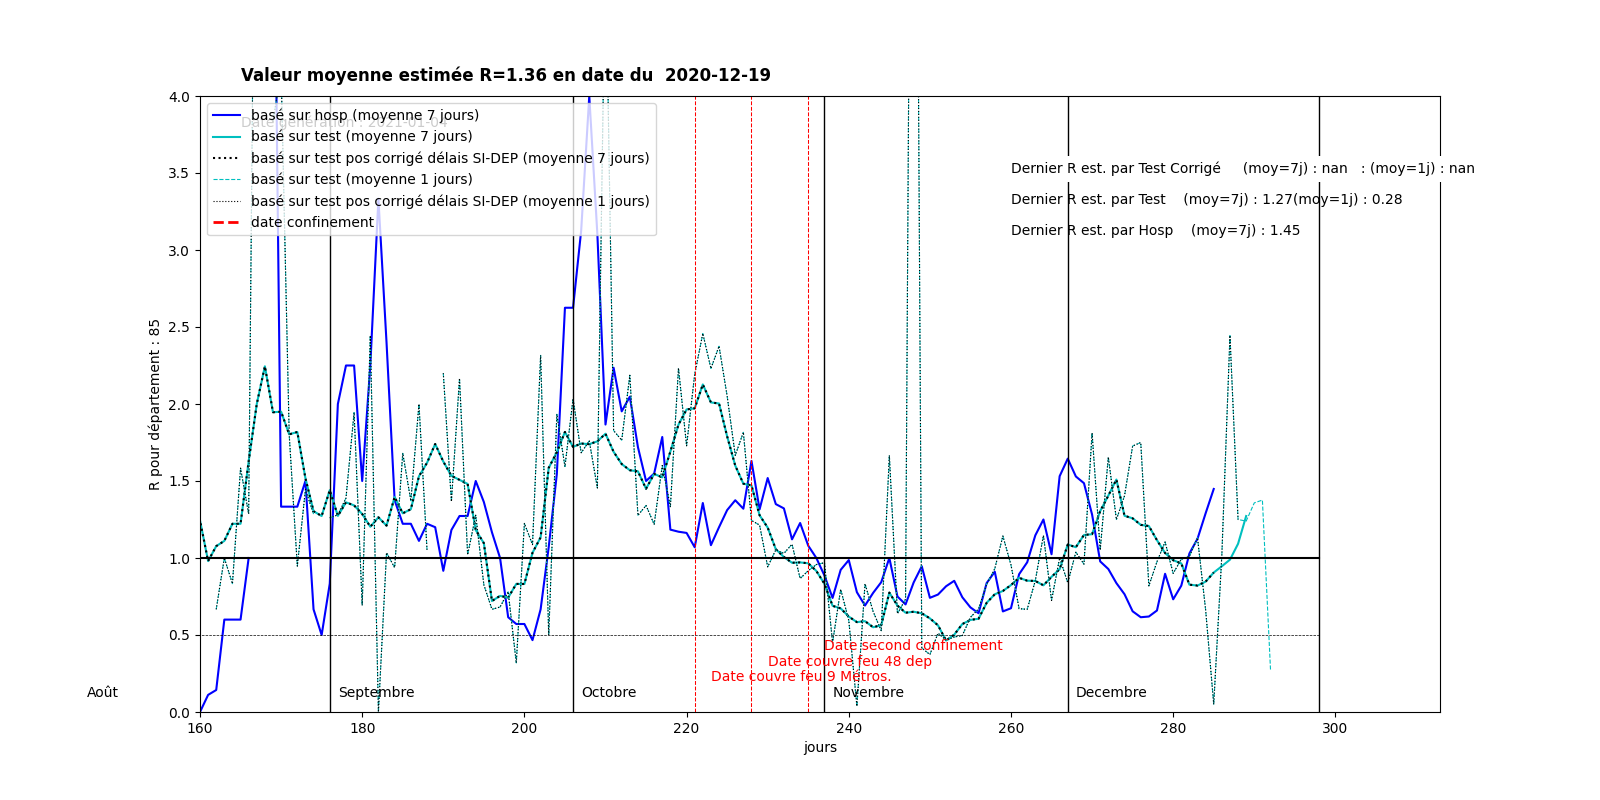 Valeur moyenne estimée R=1.36 en date du  2020-12-19
4.0
3.5
3.0
2.5
2.0
1.5
1.0
0.5
0.0
R pour département : 85
Date génération : 2021-01-04
basé sur hosp (moyenne 7 jours)
basé sur test (moyenne 7 jours)
basé sur test pos corrigé délais SI-DEP (moyenne 7 jours)
basé sur test (moyenne 1 jours)
basé sur test pos corrigé délais SI-DEP (moyenne 1 jours)
date confinement
Dernier R est. par Test Corrigé     (moy=7j) : nan   : (moy=1j) : nan
Dernier R est. par Test    (moy=7j) : 1.27(moy=1j) : 0.28
Dernier R est. par Hosp    (moy=7j) : 1.45
Date second confinement
Date couvre feu 48 dep
Date couvre feu 9 Metros.
Août Septembre Octobre Novembre Decembre
160 180 200 220 240 260 280 300
jours